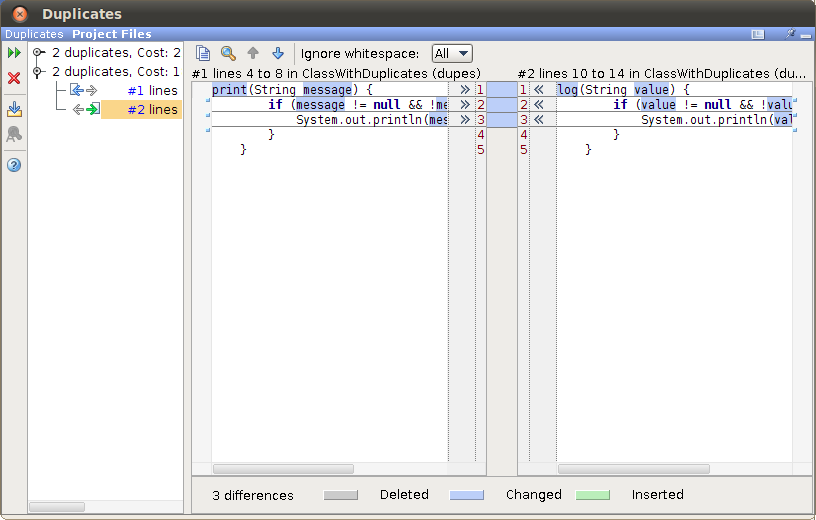 Duplicates
Duplicates Project Files
2 duplicates, Cost: 2
2 duplicates, Cost: 1
#1 lines
#2 lines
Ignore whitespace: All
#1 lines 4 to 8 in ClassWithDuplicates (dupes)
print(String message) { 1
if (message != null && !me 2
System.out.println(mes 3
} 4
} 5
#2 lines 10 to 14 in ClassWithDuplicates (du...
1 log(String value) {
2 if (value != null && !valu
3 System.out.println(val
4 }
5 }
3 differences Deleted Changed Inserted